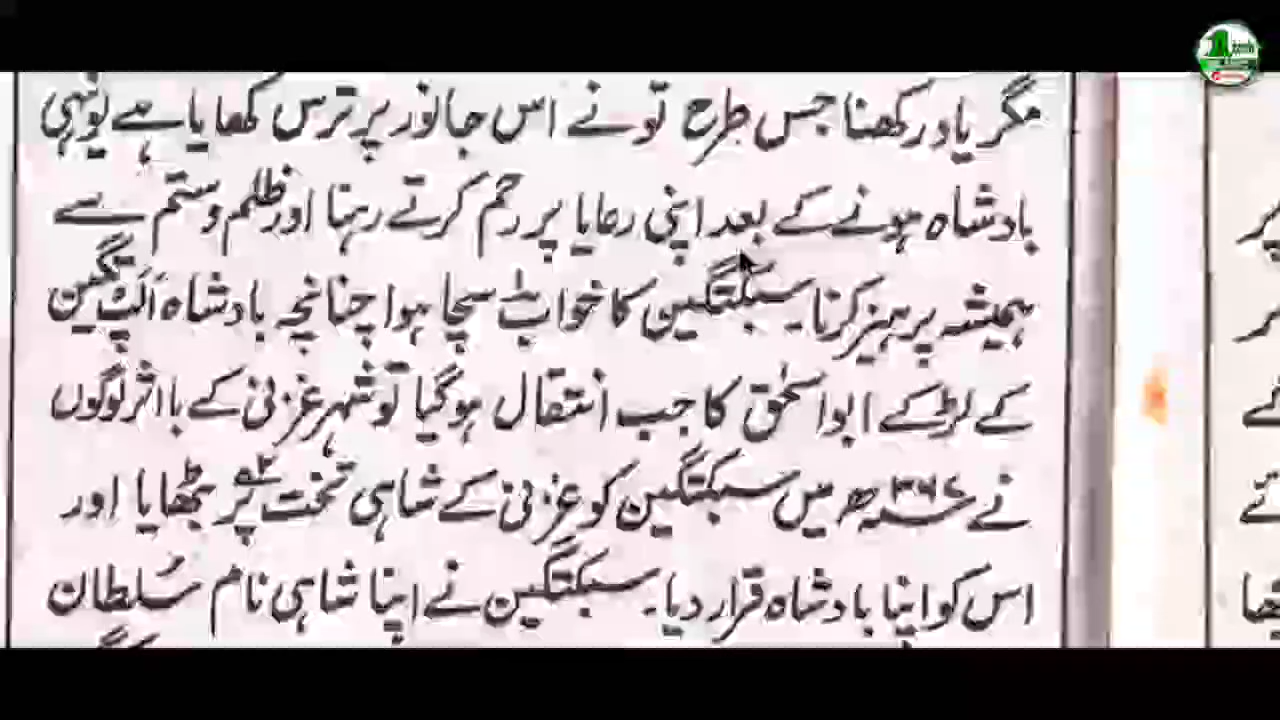 مگر یاد رکھنا جس طرح تو نے اس جانور پر ترس کھایا ہے یونہی
بادشاہ ہونے کے بعد اپنی رعایا پر رحم کرتے رہنا اور ظلم و ستم سے
ہمیشہ پرہیز کرنا۔ سبکتگین کا خواب سچا ہوا چنانچہ بادشاہ الپتگین
کے لڑکے ابو اسحٰق کا جب انتقال ہوگیا تو شہر غزنی کے بااثر لوگوں
نے ۳۶۷ھ میں سبکتگین کو غزنی کے شاہی تخت پر بٹھایا اور
اس کو اپنا بادشاہ قرار دیا۔ سبکتگین نے اپنا شاہی نام سُلطان